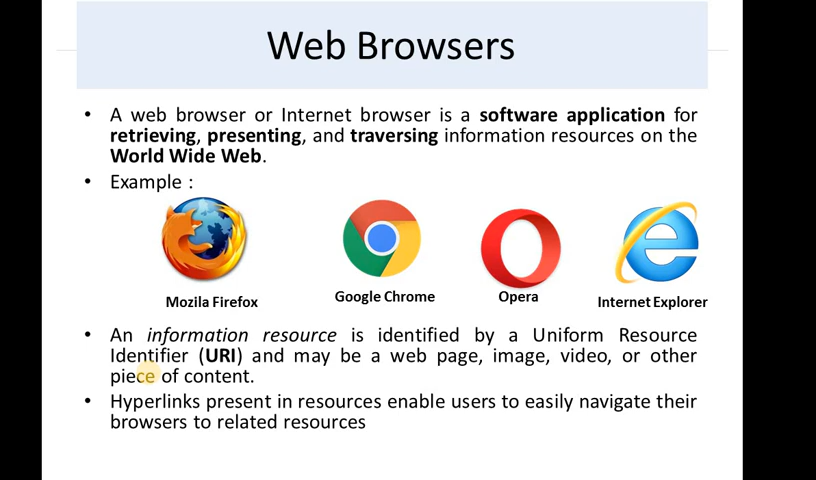 Web Browsers
• A web browser or Internet browser is a software application for
retrieving, presenting, and traversing information resources on the
World Wide Web.
• Example :
Mozila Firefox Google Chrome Opera Internet Explorer
• An information resource is identified by a Uniform Resource
Identifier (URI) and may be a web page, image, video, or other
piece of content.
• Hyperlinks present in resources enable users to easily navigate their
browsers to related resources